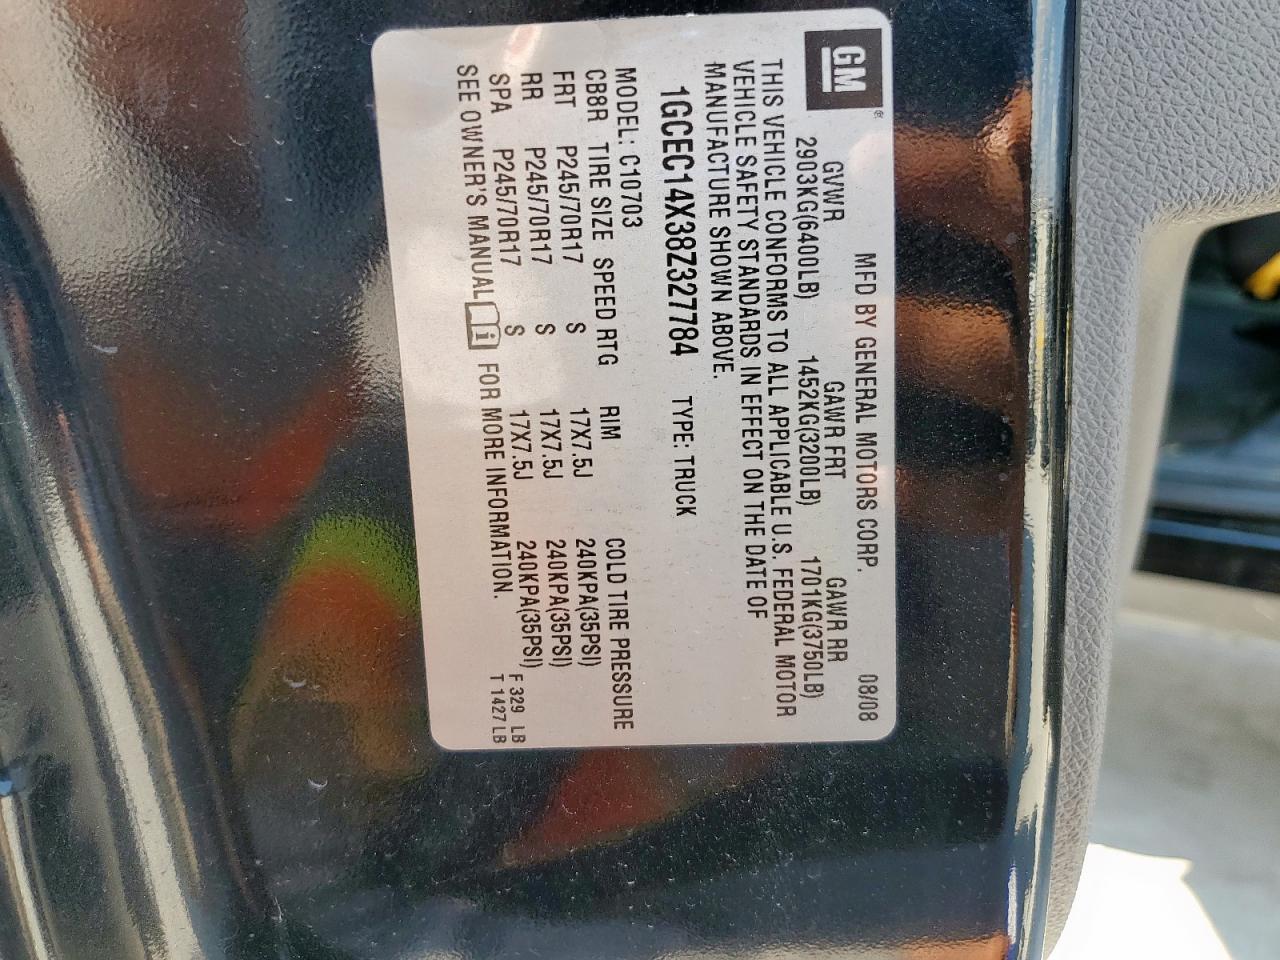 GM®
MFD BY GENERAL MOTORS CORP. 08/08
GVWR GAWR FRT GAWR RR
2903KG(6400LB) 1452KG(3200LB) 1701KG(3750LB)
THIS VEHICLE CONFORMS TO ALL APPLICABLE U.S. FEDERAL MOTOR
VEHICLE SAFETY STANDARDS IN EFFECT ON THE DATE OF
MANUFACTURE SHOWN ABOVE.
1GCEC14X38Z327784 TYPE: TRUCK
MODEL: C10703
CB8R TIRE SIZE SPEED RTG RIM COLD TIRE PRESSURE
FRT P245/70R17 S 17X7.5J 240KPA(35PSI)
RR P245/70R17 S 17X7.5J 240KPA(35PSI)
SPA P245/70R17 S 17X7.5J 240KPA(35PSI)
SEE OWNER'S MANUAL i FOR MORE INFORMATION.
F 329 LB
T 1427 LB